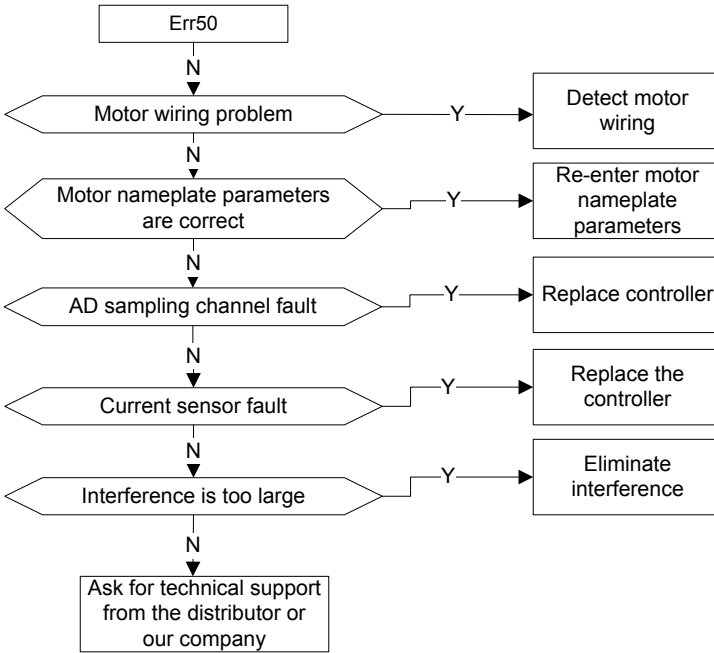 Err50
N
Motor wiring problem
Y
Detect motor
wiring
N
Motor nameplate parameters
are correct
Y
Re-enter motor
nameplate
parameters
N
AD sampling channel fault
Y
Replace controller
N
Current sensor fault
Y
Replace the
controller
N
Interference is too large
Y
Eliminate
interference
N
Ask for technical support
from the distributor or
our company